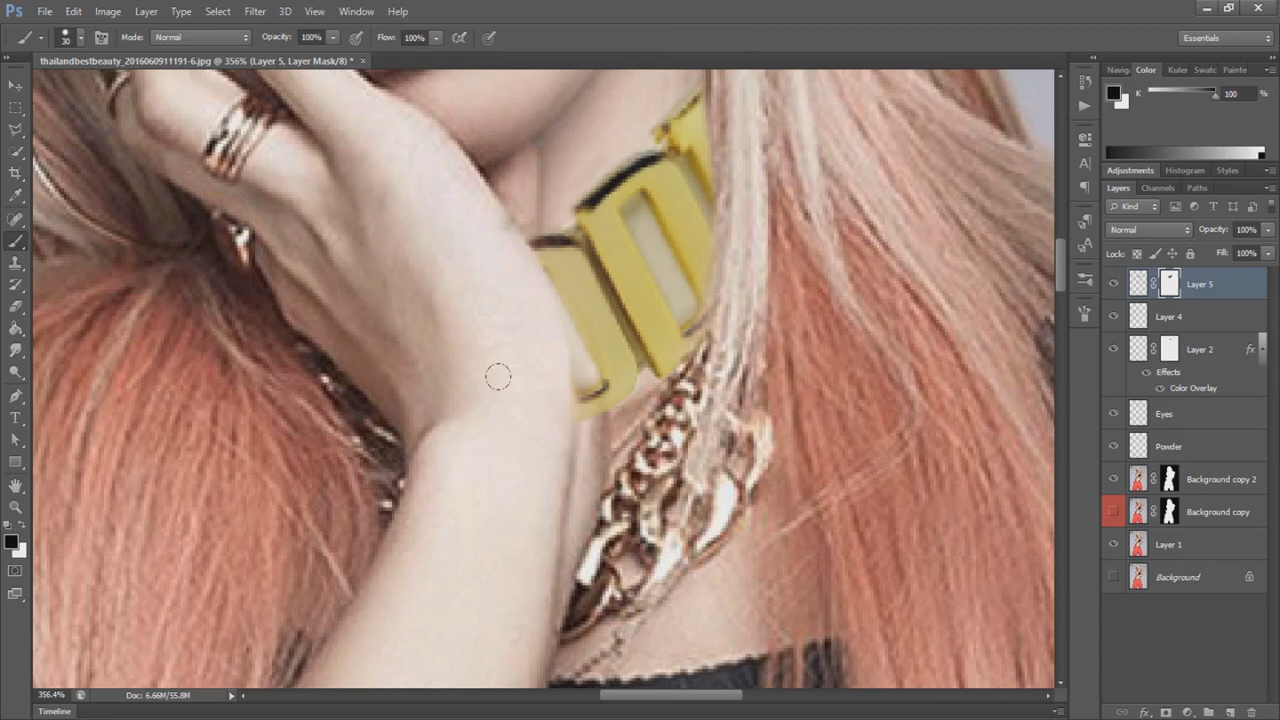 Ps File Edit Image Layer Type Select Filter 3D View Window Help
30 Mode: Normal Opacity: 100% Flow: 100% Essentials
thailandbestbeauty_2016060911191-6.jpg @ 356% (Layer 5, Layer Mask/8) * ×
Navig Color Kuler Swatc Painte
K 100 %
Adjustments Histogram Styles
Layers Channels Paths
Kind
Normal Opacity: 100%
Lock: Fill: 100%
Layer 5
Layer 4
Layer 2 fx
Effects
Color Overlay
Eyes
Powder
Background copy 2
Background copy
Layer 1
Background
356.4% Doc: 6.66M/55.8M
Timeline